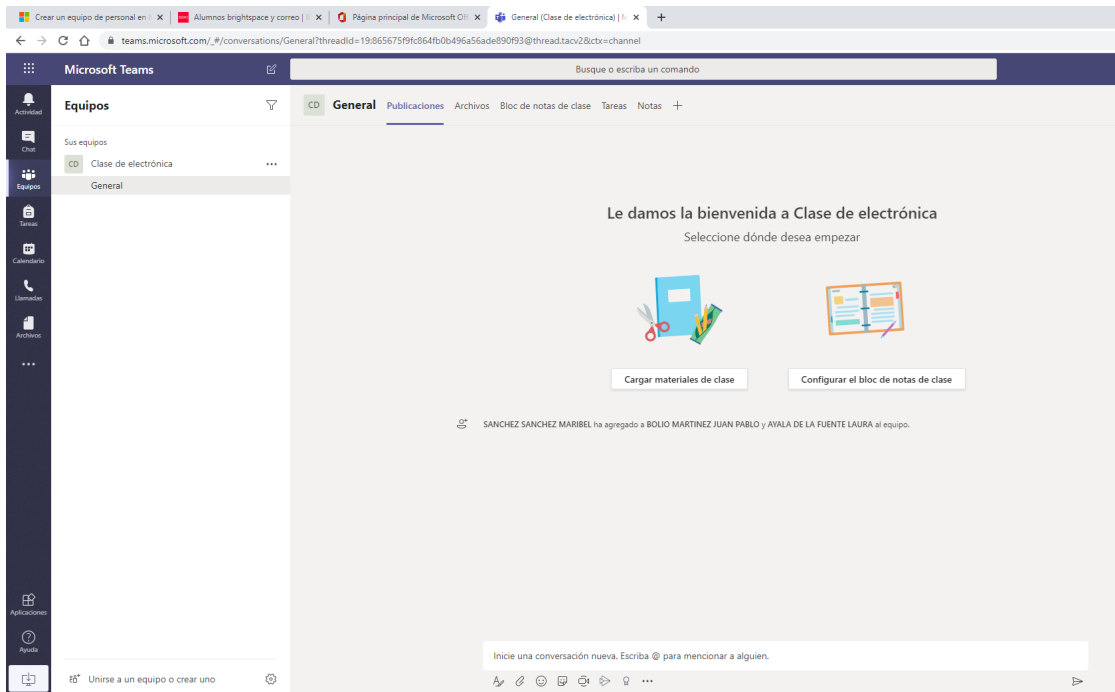 Crear un equipo de personal en
Alumnos brightspace y correo |
Página principal de Microsoft Off
General (Clase de electrónica) | M
teams.microsoft.com/_#/conversations/General?threadId=19:865675f9fc864fb0b496a56ade890f93@thread.tacv2&ctx=channel
Microsoft Teams
Busque o escriba un comando
Actividad
Chat
Equipos
Tareas
Calendario
Llamadas
Archivos
Aplicaciones
Ayuda
Equipos
Sus equipos
CD Clase de electrónica
General
Unirse a un equipo o crear uno
CD General Publicaciones Archivos Bloc de notas de clase Tareas Notas
Le damos la bienvenida a Clase de electrónica
Seleccione dónde desea empezar
Cargar materiales de clase
Configurar el bloc de notas de clase
SANCHEZ SANCHEZ MARIBEL ha agregado a BOLIO MARTINEZ JUAN PABLO y AYALA DE LA FUENTE LAURA al equipo.
Inicie una conversación nueva. Escriba @ para mencionar a alguien.